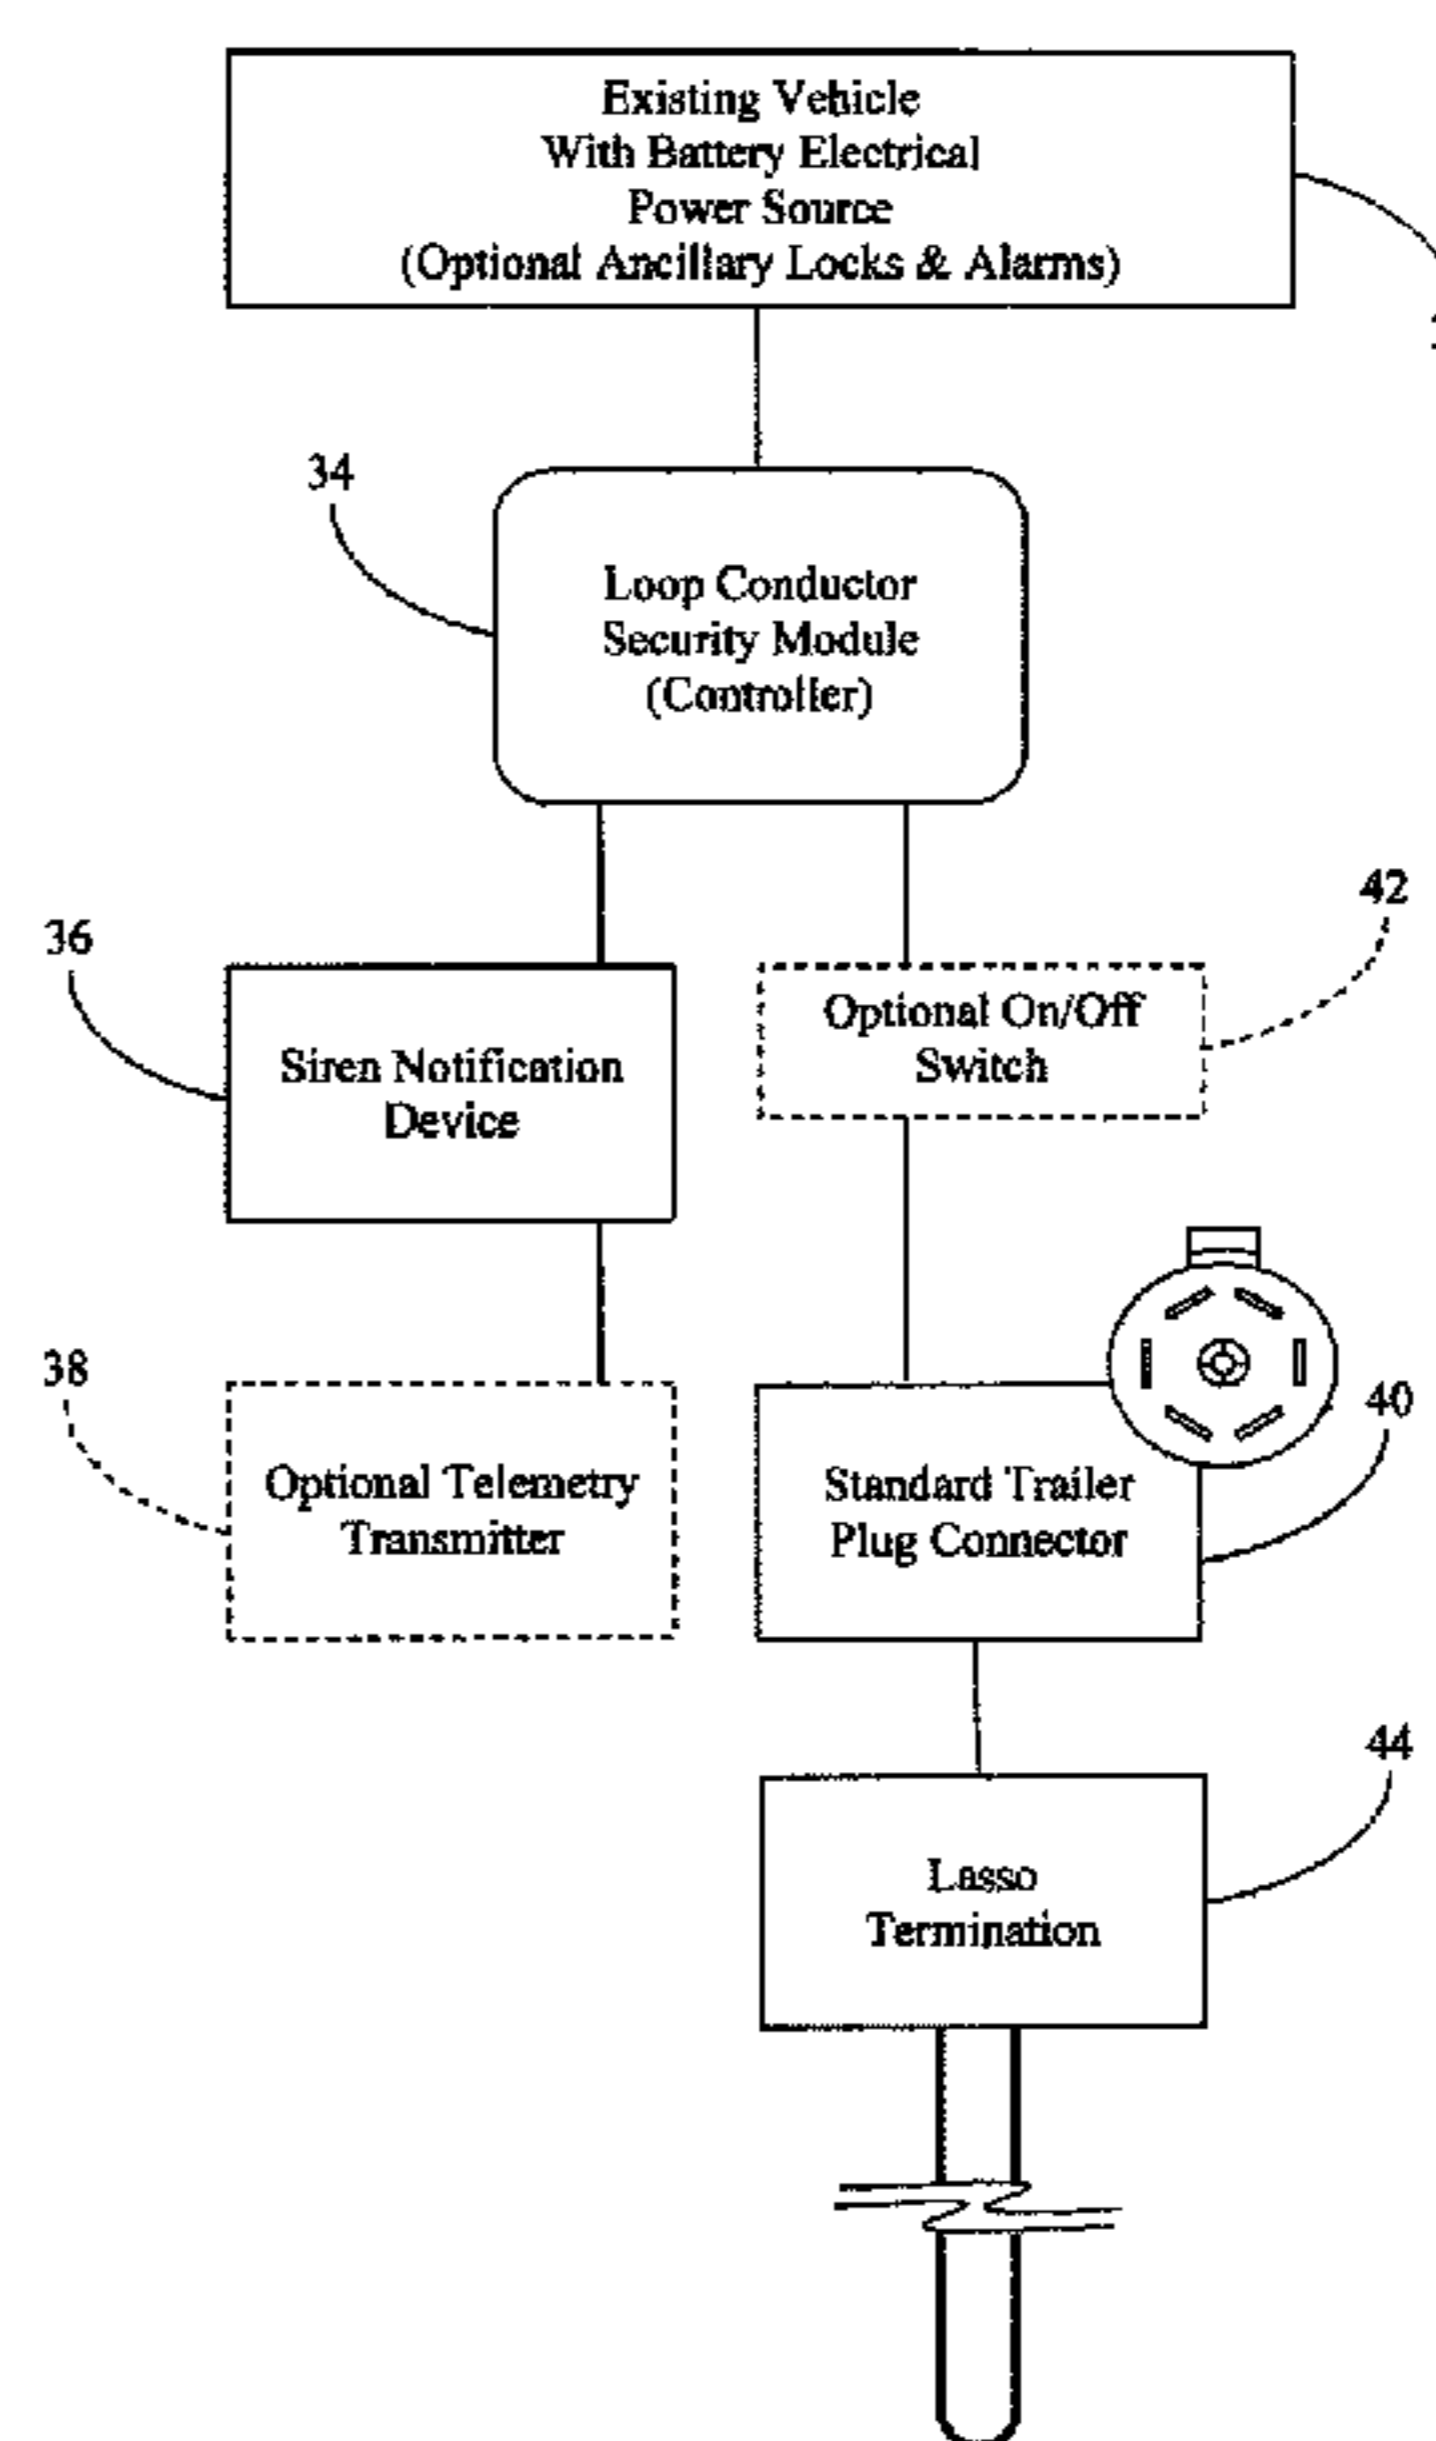 Existing Vehicle
With Battery Electrical
Power Source
(Optional Ancillary Locks & Alarms)
34
Loop Conductor
Security Module
(Controller)
42
36
Optional On/Off
Switch
Siren Notification
Device
38
40
Optional Telemetry
Transmitter
Standard Trailer
Plug Connector
44
Lasso
Termination